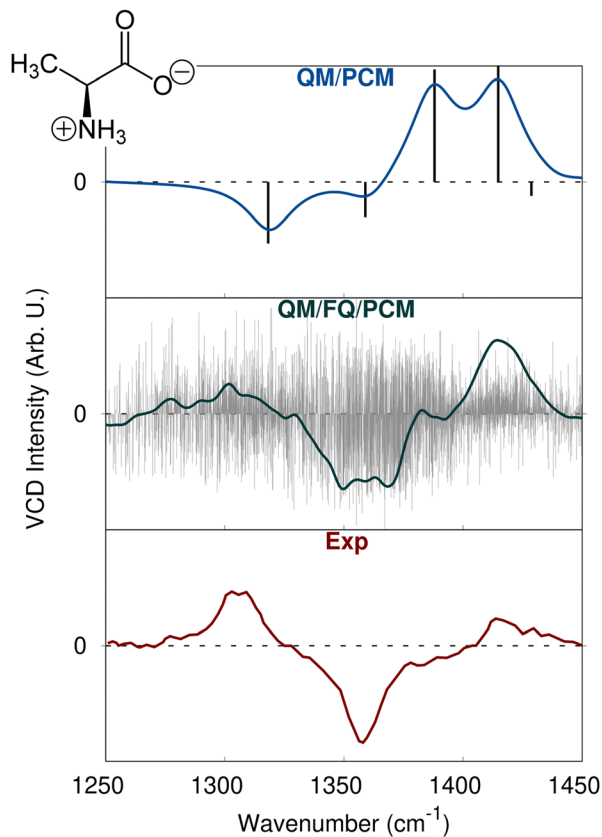 O
H₃C
O⊖
⊕NH₃
QM/PCM
0
QM/FQ/PCM
0
Exp
0
VCD Intensity (Arb. U.)
1250 1300 1350 1400 1450
Wavenumber (cm⁻¹)